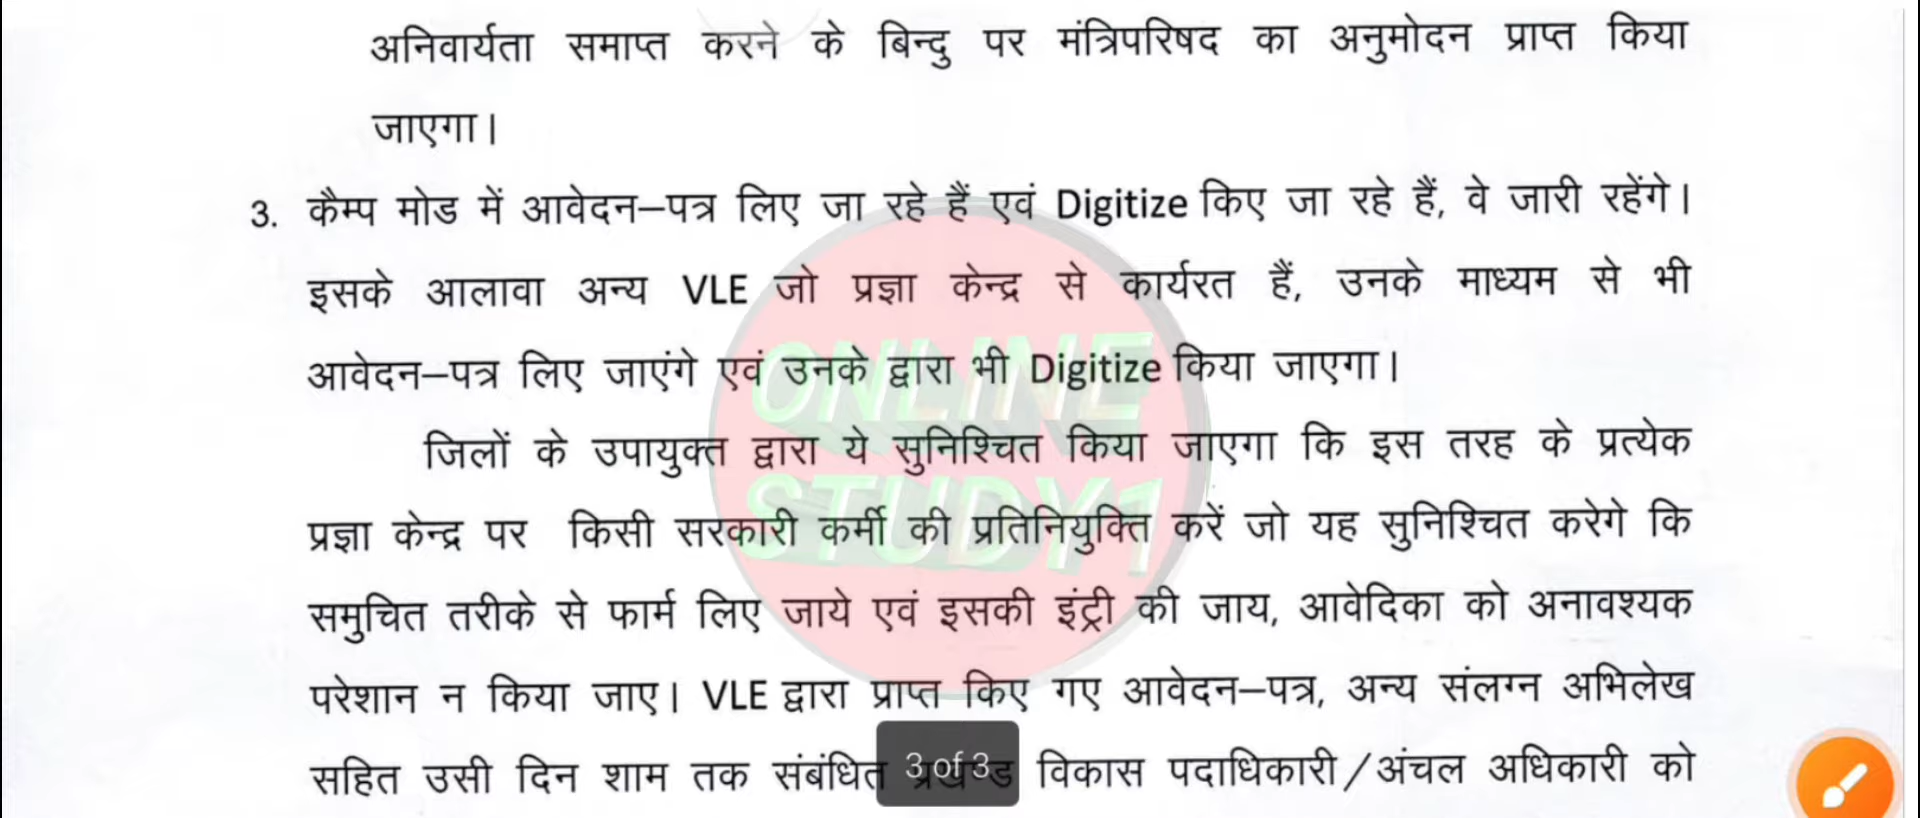 अनिवार्यता समाप्त करने के बिन्दु पर मंत्रिपरिषद का अनुमोदन प्राप्त किया
जाएगा।
3. कैम्प मोड में आवेदन–पत्र लिए जा रहे हैं एवं Digitize किए जा रहे हैं, वे जारी रहेंगे।
इसके आलावा अन्य VLE जो प्रज्ञा केन्द्र से कार्यरत हैं, उनके माध्यम से भी
आवेदन–पत्र लिए जाएंगे एवं उनके द्वारा भी Digitize किया जाएगा।
ONLINE
जिलों के उपायुक्त द्वारा ये सुनिश्चित किया जाएगा कि इस तरह के प्रत्येक
STUDY1
प्रज्ञा केन्द्र पर किसी सरकारी कर्मी की प्रतिनियुक्ति करें जो यह सुनिश्चित करेगे कि
समुचित तरीके से फार्म लिए जाये एवं इसकी इंट्री की जाय, आवेदिका को अनावश्यक
परेशान न किया जाए। VLE द्वारा प्राप्त किए गए आवेदन–पत्र, अन्य संलग्न अभिलेख
सहित उसी दिन शाम तक संबंधित प्रखण्ड विकास पदाधिकारी/अंचल अधिकारी को
3 of 3